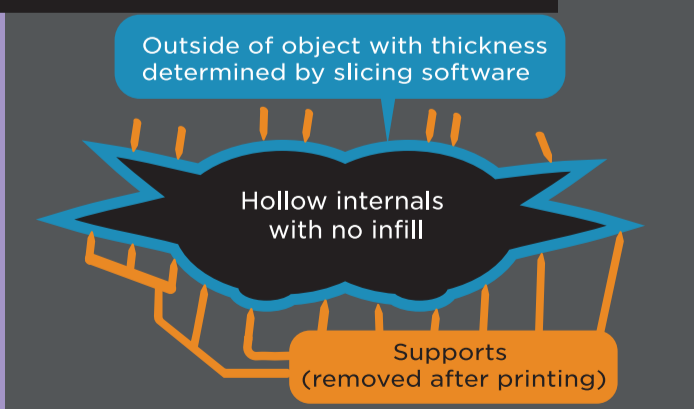 Outside of object with thickness
determined by slicing software
Hollow internals
with no infill
Supports
(removed after printing)